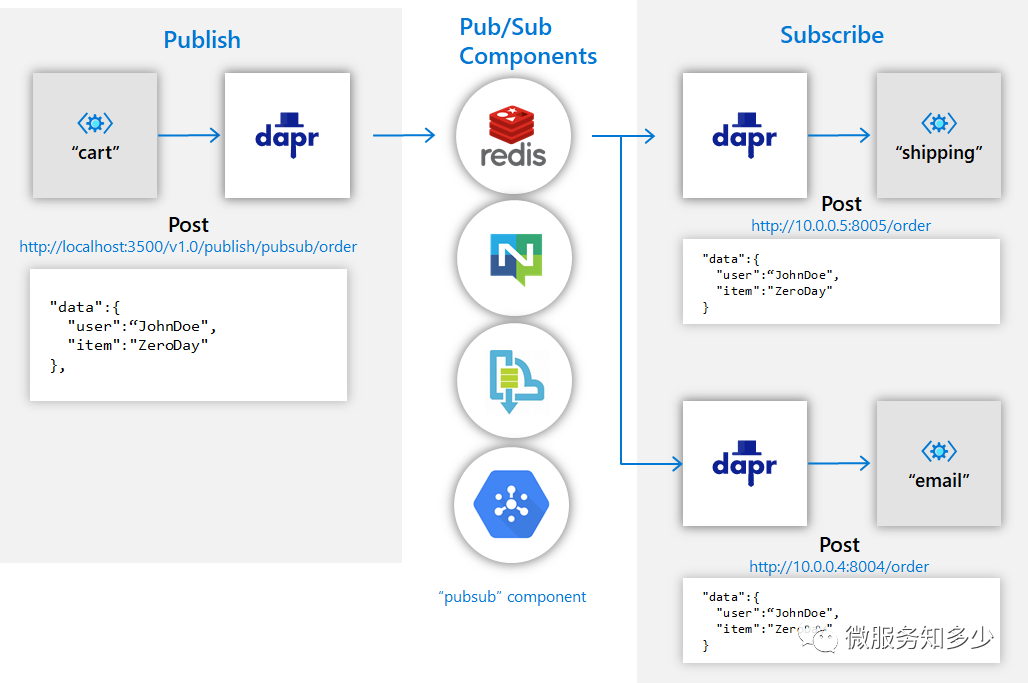 Publish
“cart”
dapr
Post
http://localhost:3500/v1.0/publish/pubsub/order
"data":{
"user":“JohnDoe",
"item":"ZeroDay"
},
Pub/Sub
Components
redis
N
“pubsub” component
Subscribe
dapr
“shipping”
Post
http://10.0.0.5:8005/order
"data":{
"user":“JohnDoe",
"item":"ZeroDay"
}
dapr
“email”
Post
http://10.0.0.4:8004/order
"data":{
"user":“JohnDoe",
"item":"ZeroDay"
}
微服务知多少